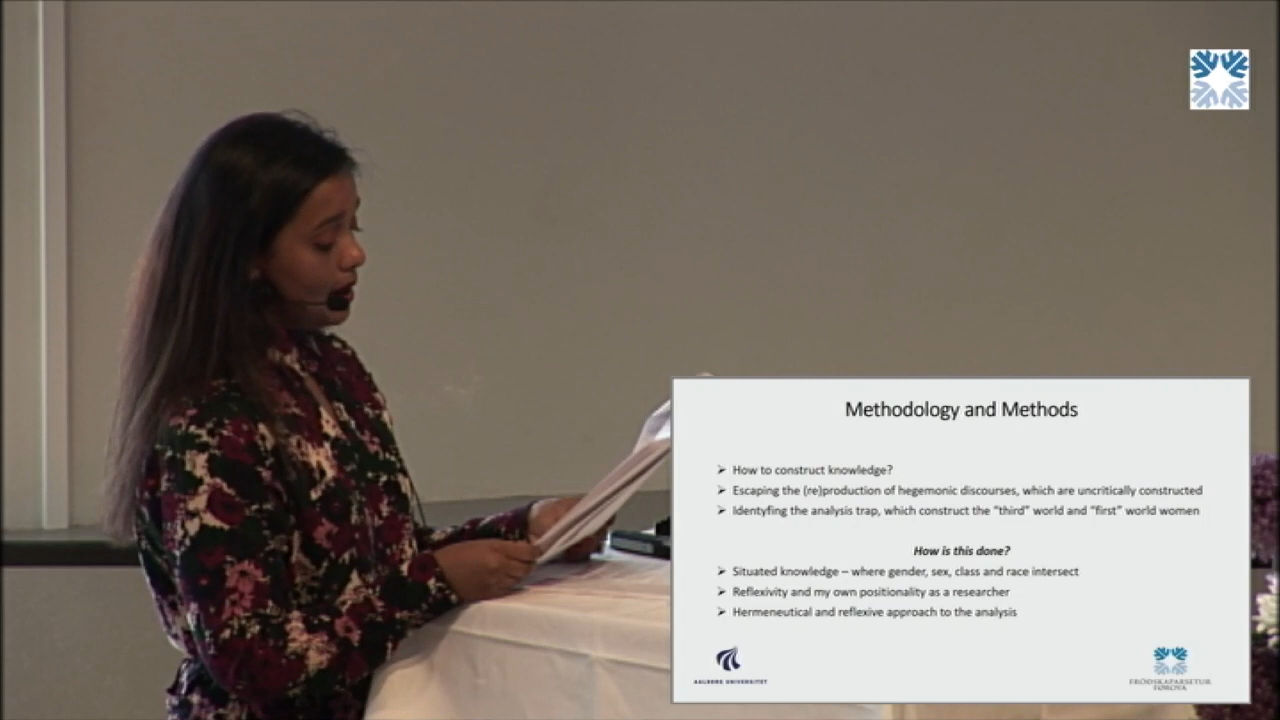 Methodology and Methods
➢ How to construct knowledge?
➢ Escaping the (re)production of hegemonic discourses, which are uncritically constructed
➢ Identyfing the analysis trap, which construct the “third” world and “first” world women
How is this done?
➢ Situated knowledge – where gender, sex, class and race intersect
➢ Reflexivity and my own positionality as a researcher
➢ Hermeneutical and reflexive approach to the analysis
AALBORG UNIVERSITET
FRÓÐSKAPARSETUR
FØROYA